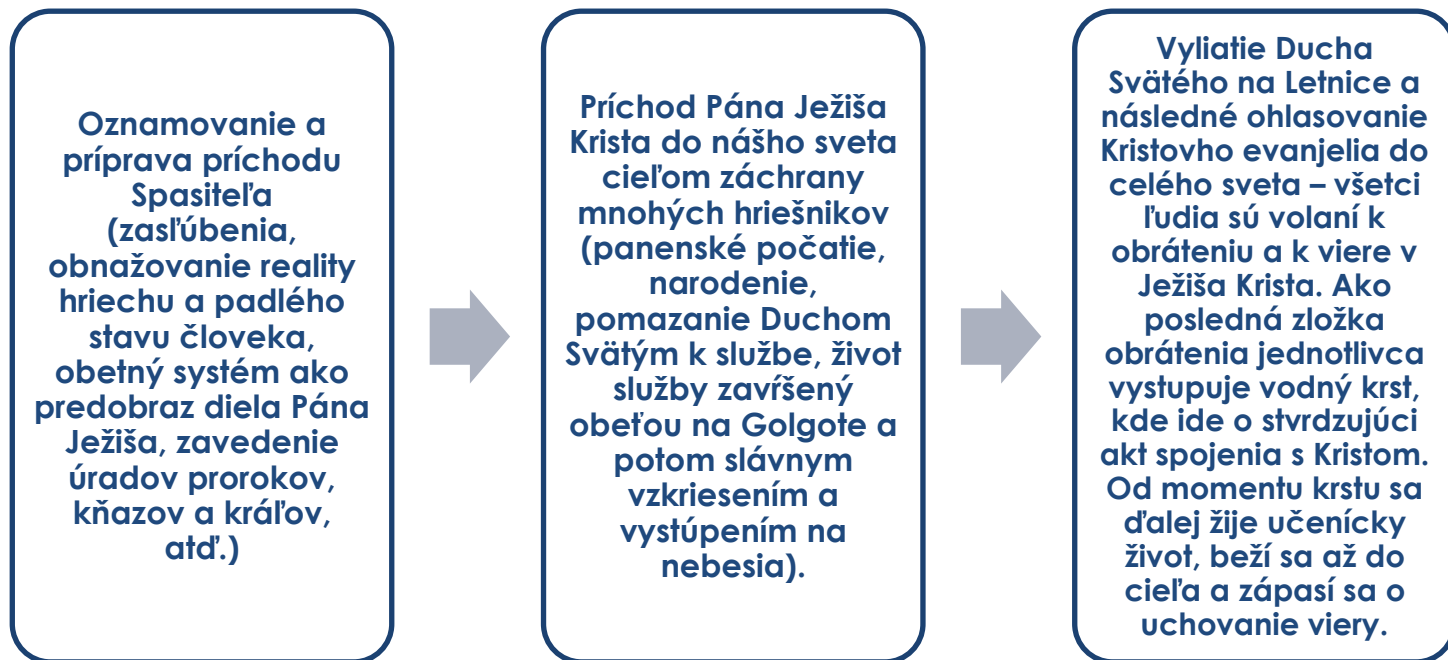 Oznamovanie a
príprava príchodu
Spasiteľa
(zasľúbenia,
obnažovanie reality
hriechu a padlého
stavu človeka,
obetný systém ako
predobraz diela Pána
Ježiša, zavedenie
úradov prorokov,
kňazov a kráľov,
atď.)
Príchod Pána Ježiša
Krista do nášho sveta
cieľom záchrany
mnohých hriešnikov
(panenské počatie,
narodenie,
pomazanie Duchom
Svätým k službe, život
služby zavŕšený
obeťou na Golgote a
potom slávnym
vzkriesením a
vystúpením na
nebesia).
Vyliatie Ducha
Svätého na Letnice a
následné ohlasovanie
Kristovho evanjelia do
celého sveta – všetci
ľudia sú volaní k
obráteniu a k viere v
Ježiša Krista. Ako
posledná zložka
obrátenia jednotlivca
vystupuje vodný krst,
kde ide o stvrdzujúci
akt spojenia s Kristom.
Od momentu krstu sa
ďalej žije učenícky
život, beží sa až do
cieľa a zápasí sa o
uchovanie viery.